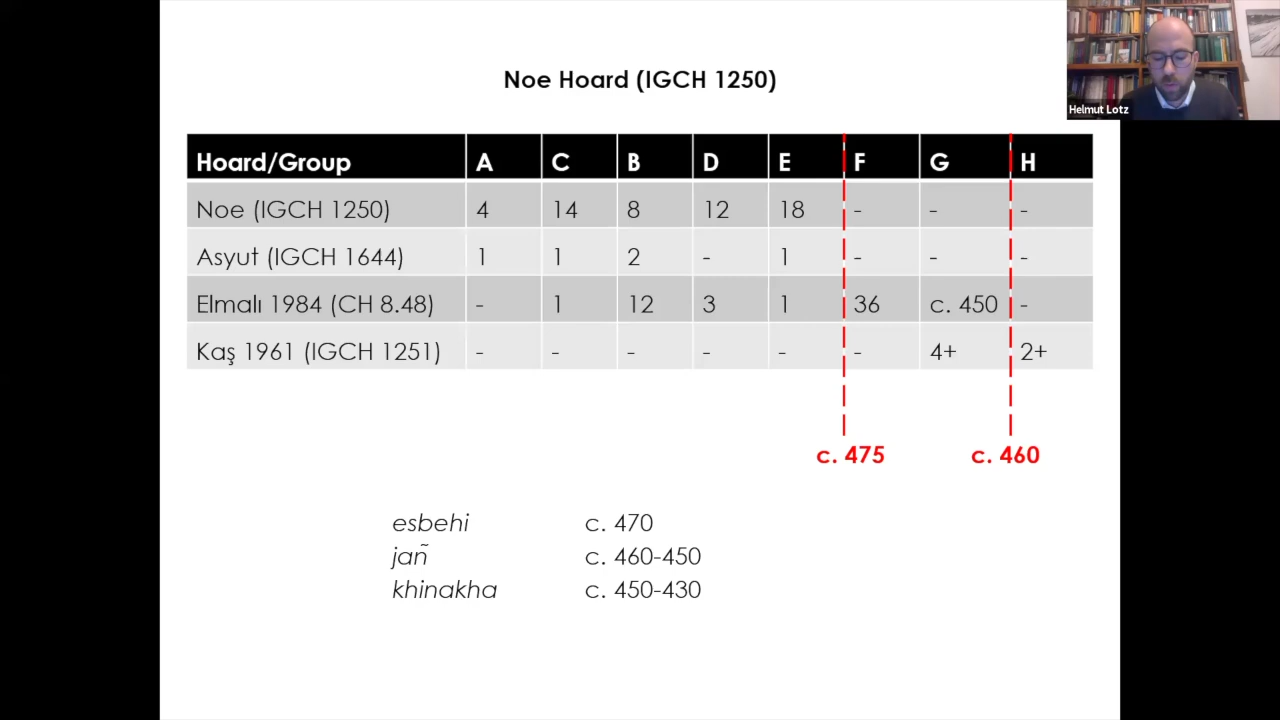 Noe Hoard (IGCH 1250)
Helmut Lotz
Hoard/Group A C B D E F G H
Noe (IGCH 1250) 4 14 8 12 18 - - -
Asyut (IGCH 1644) 1 1 2 - 1 - - -
Elmalı 1984 (CH 8.48) - 1 12 3 1 36 c. 450 -
Kaş 1961 (IGCH 1251) - - - - - - 4+ 2+
c. 475 c. 460
esbehi c. 470
jañ̃ c. 460-450
khinakha c. 450-430